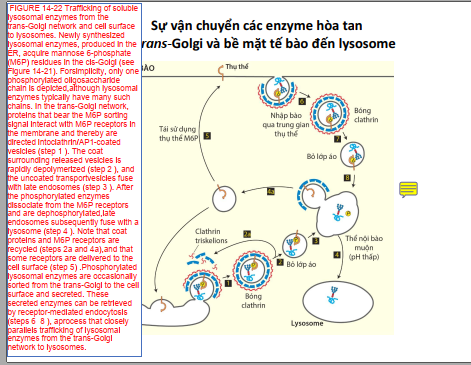 FIGURE 14-22 Trafficking of soluble
lysosomal enzymes from the
trans-Golgi network and cell surface
to lysosomes. Newly synthesized
lysosomal enzymes, produced in the
ER, acquire mannose 6-phosphate
(M6P) residues in the cis-Golgi (see
Figure 14-21). Forsimplicity, only one
phosphorylated oligosaccharide
chain is depicted,although lysosomal
enzymes typically have many such
chains. In the trans-Golgi network,
proteins that bear the M6P sorting
signal interact with M6P receptors in
the membrane and thereby are
directed intoclathrin/AP1-coated
vesicles (step 1 ). The coat
surrounding released vesicles is
rapidly depolymerized (step 2 ), and
the uncoated transportvesicles fuse
with late endosomes (step 3 ). After
the phosphorylated enzymes
dissociate from the M6P receptors
and are dephosphorylated,late
endosomes subsequently fuse with a
lysosome (step 4 ). Note that coat
proteins and M6P receptors are
recycled (steps 2a and 4a),and that
some receptors are delivered to the
cell surface (step 5) .Phosphorylated
lysosomal enzymes are occasionally
sorted from the trans-Golgi to the cell
surface and secreted. These
secreted enzymes can be retrieved
by receptor-mediated endocytosis
(steps 6 8 ), aprocess that closely
parallels trafficking of lysosomal
enzymes from the trans-Golgi
network to lysosomes.
Sự vận chuyển các enzyme hòa tan
rans-Golgi và bề mặt tế bào đến lysosome
BÀO
Thụ thể
6
Nhập bào
qua trung gian
thụ thể
Bóng
clathrin
Tái sử dụng
thụ thể M6P
5
7
Bỏ lớp áo
8
4a
Clathrin
triskelions
2a
3
Thể nội bào
muộn
(pH thấp)
2
Bỏ lớp áo
1
4
Bóng
clathrin
Lysosome